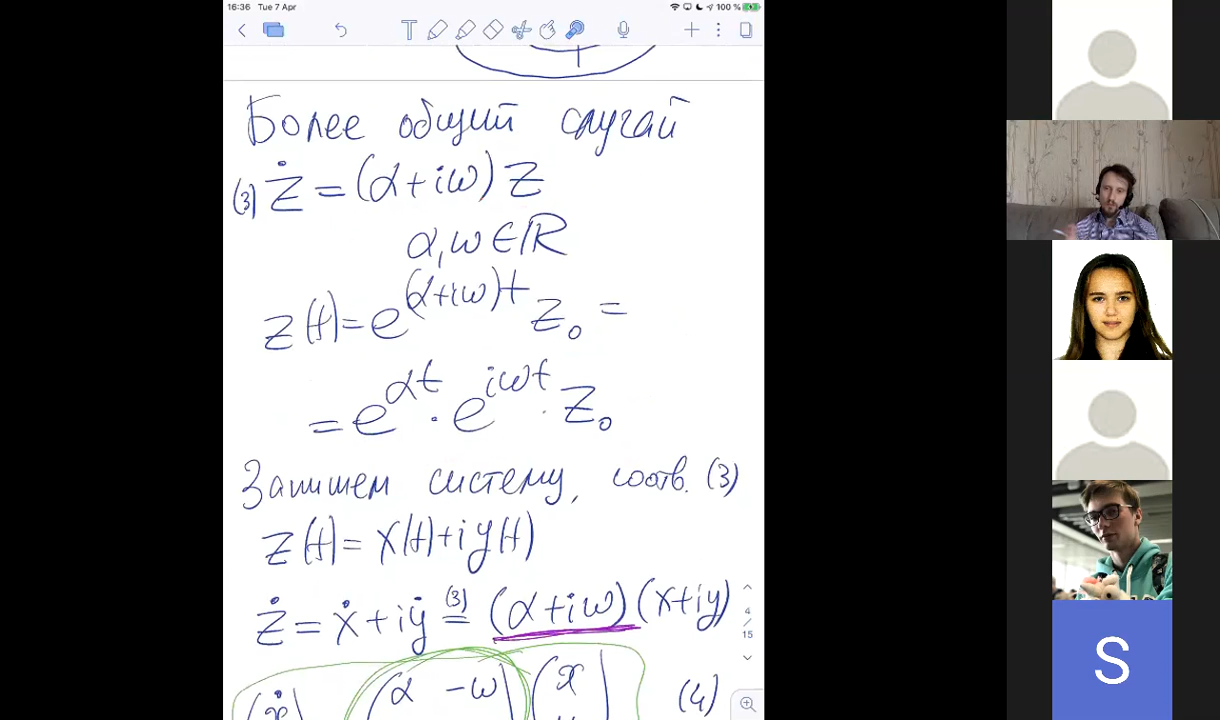 16:36 Tue 7 Apr
100 %
T
Более общий случай
(3) ż = (α+iω) z
α, ω ∈ ℝ
z(t) = e^{(α+iω)t} z₀ =
= e^{αt} · e^{iωt} · z₀
Запишем систему, соотв. (3)
z(t) = x(t) + iy(t)
ż = ẋ + iẏ (3)= (α+iω)(x+iy)
(ẋ (α -ω) (x (4)
4
15
S